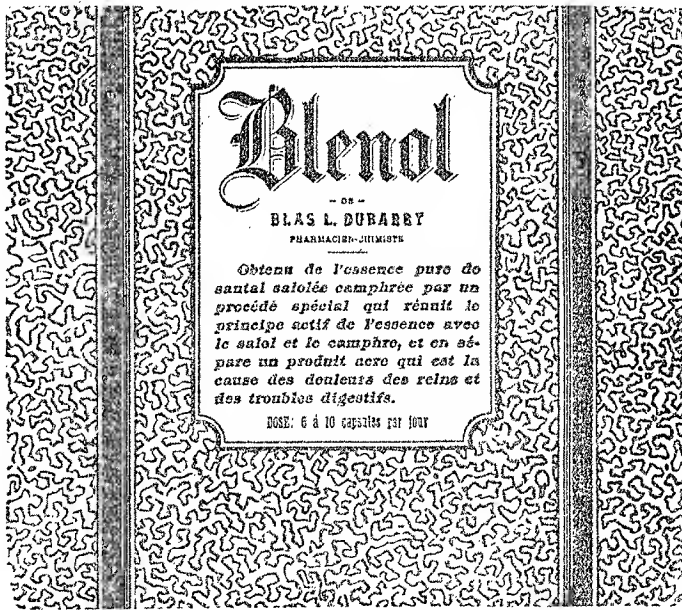 Blenol
- DE -
BLAS L. DUBARRY
PHARMACIEN-CHIMISTE
Obtenu de l'essence pure de
santal salolée camphrée par un
procédé spécial qui réunit le
principe actif de l'essence avec
le salol et le camphre, et en sé-
pare un produit acre qui est la
cause des douleurs des reins et
des troubles digestifs.
DOSE: 6 à 10 capsules par jour